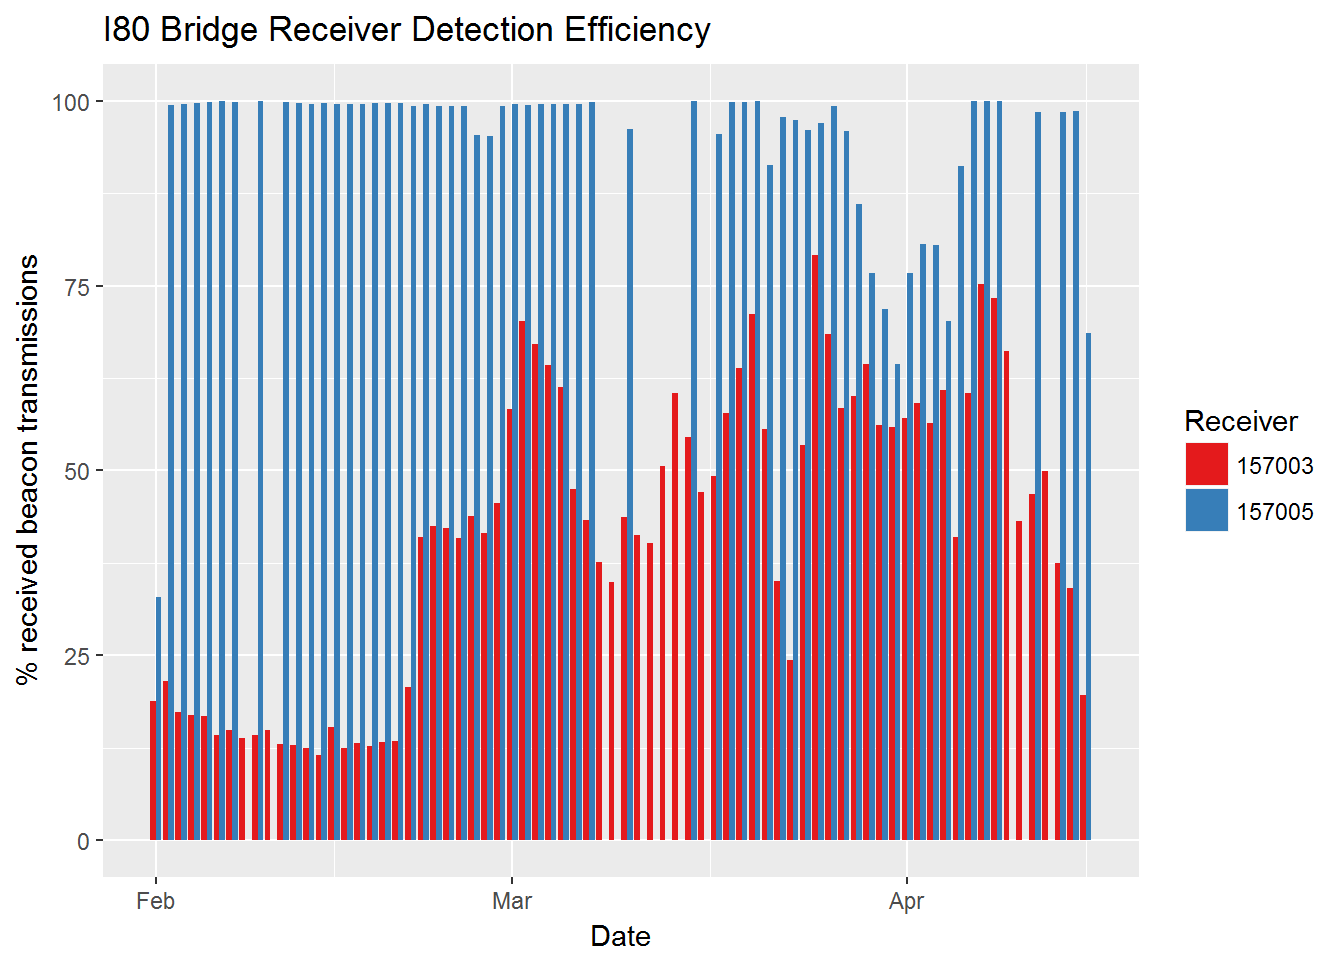 I80 Bridge Receiver Detection Efficiency
% received beacon transmissions
100
75
50
25
0
Feb
Mar
Apr
Date
Receiver
157003
157005